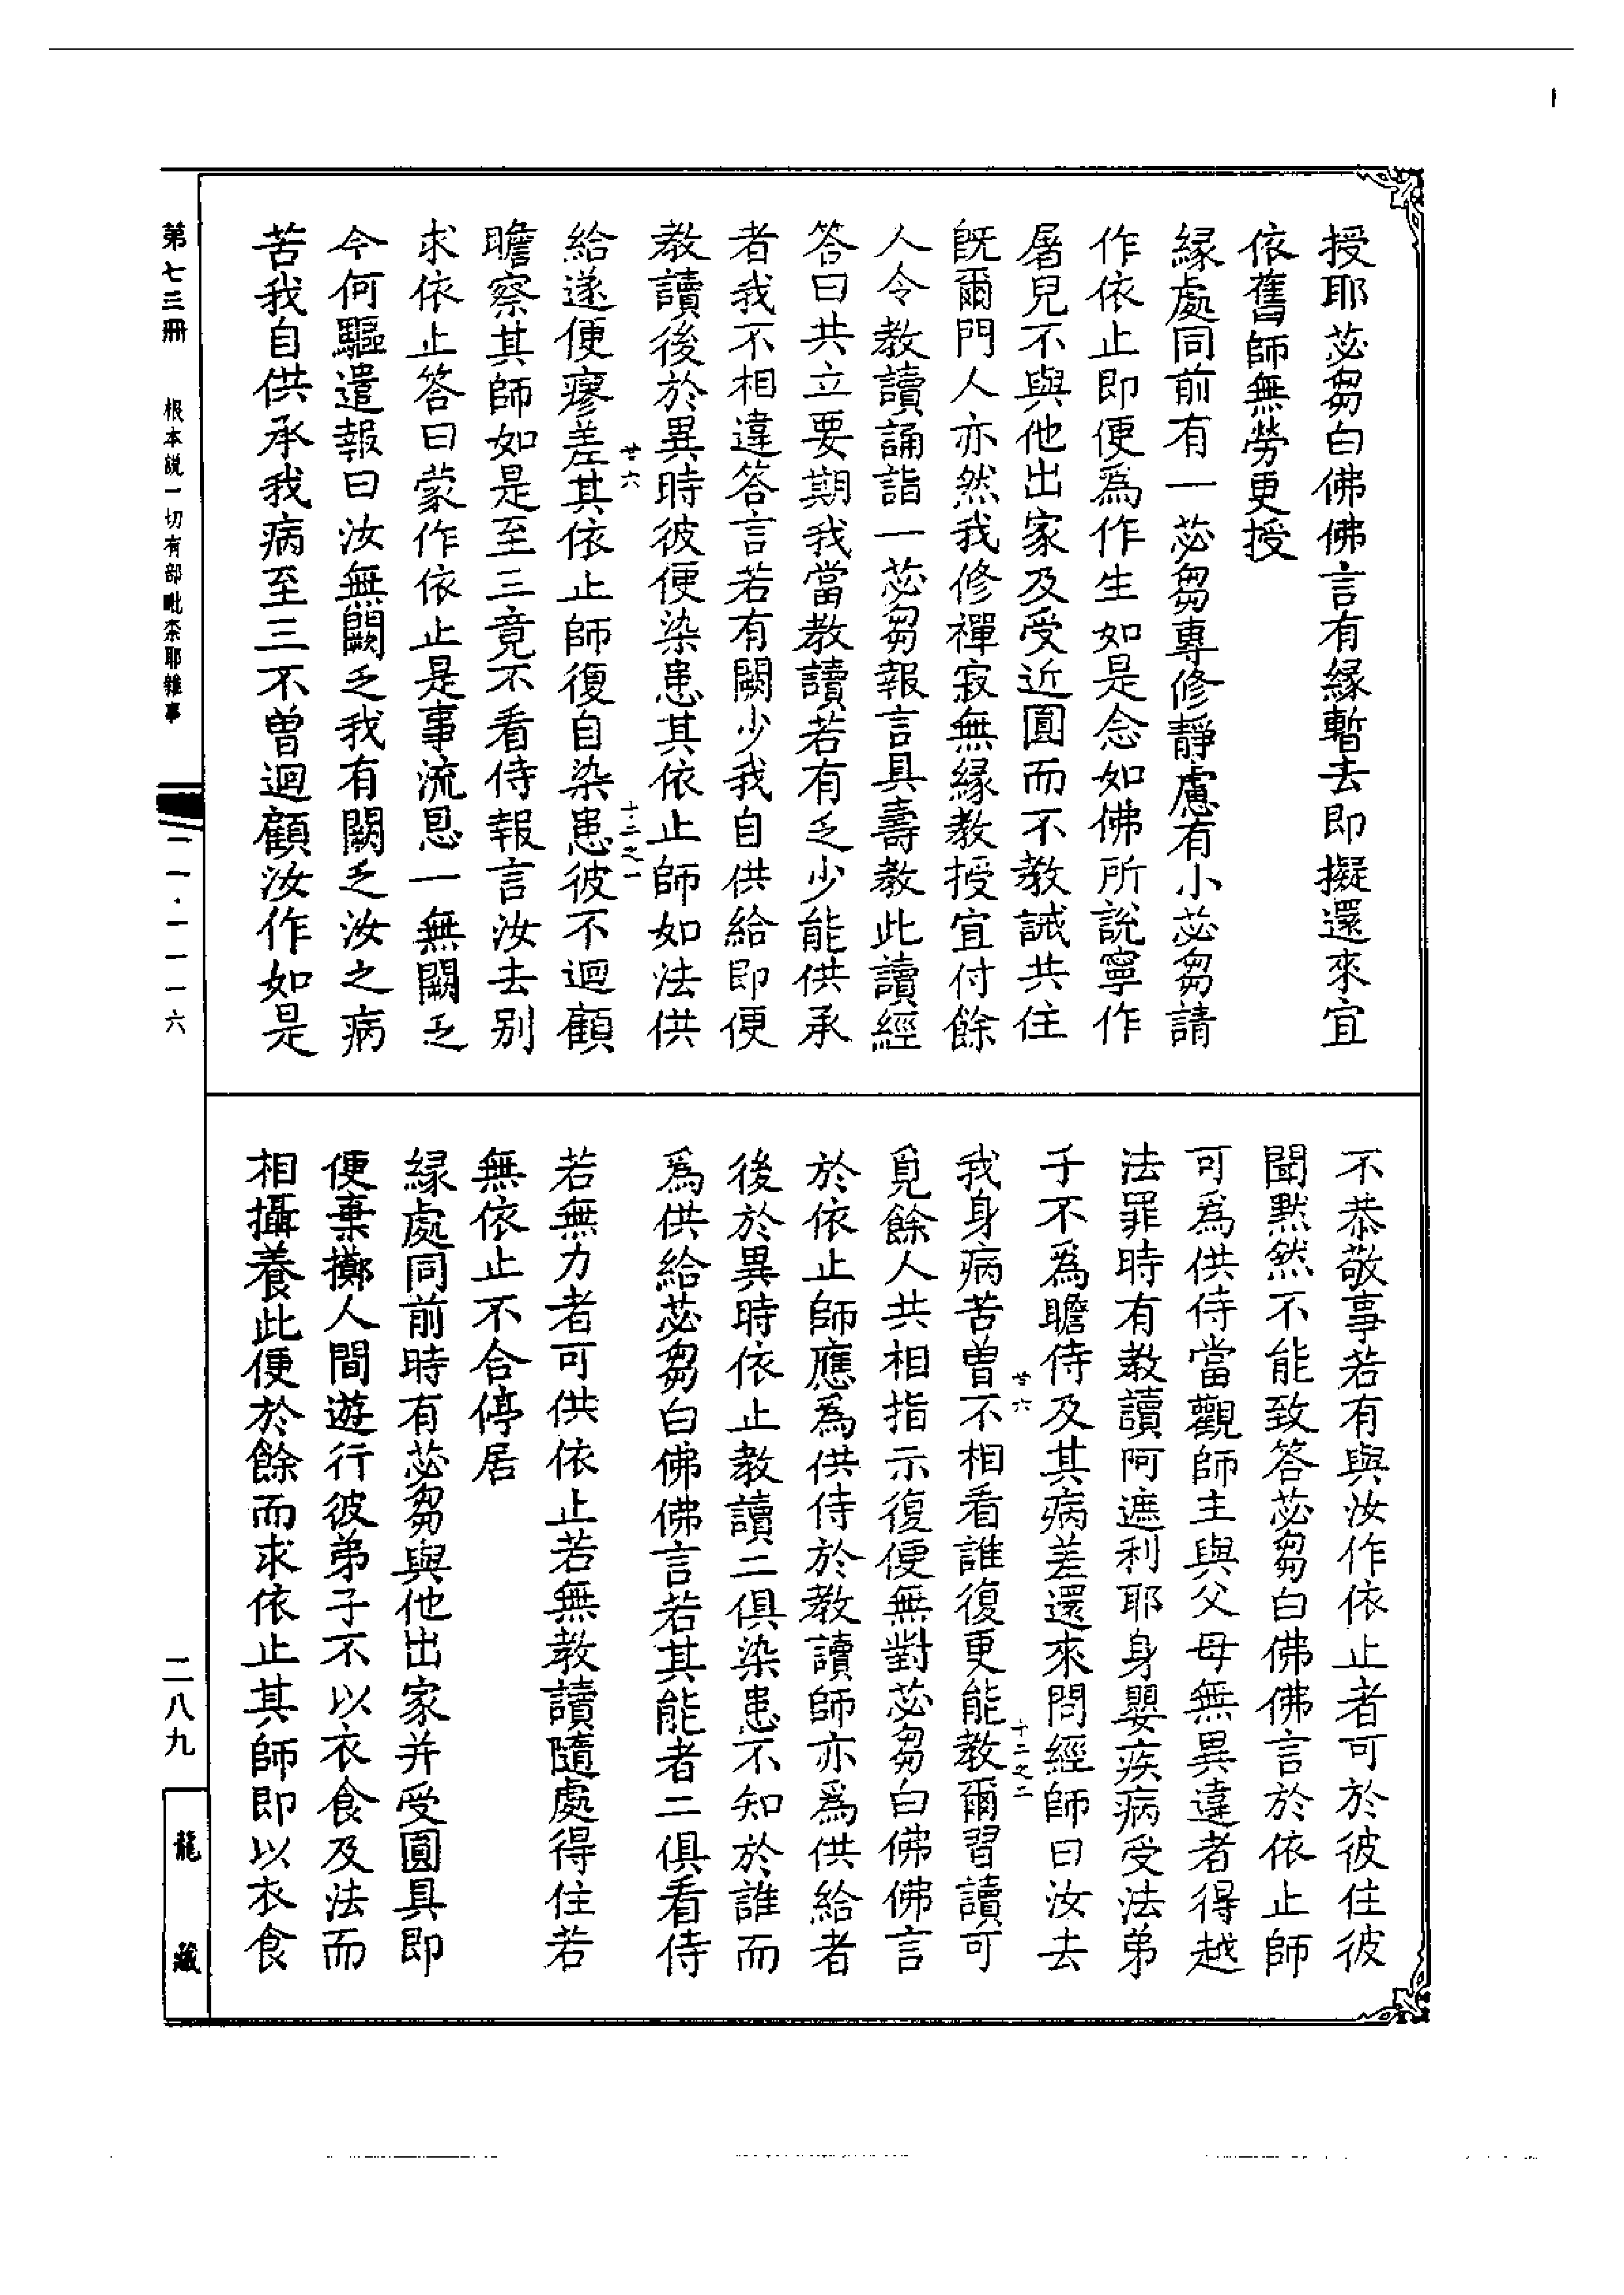 授耶苾芻白佛佛言有縁暫去即擬還來宜
依舊師無勞更授
縁處同前有一苾芻專修靜慮有小苾芻請
作依止即便爲作生如是念如佛所說寧作
屠兒不與他出家及受近圓而不教誡共住
旣爾門人亦然我修禪寂無縁教授宜付餘
人令教讀誦詣一苾芻報言具壽教此讀經
答曰共立要期我當教讀若有乏少能供承
者我不相違答言若有闕少我自供給即便
教讀後於異時彼便染患其依止師如法供
廿六
十二之一
給遂便瘳差其依止師復自染患彼不迴顧
瞻察其師如是至三竟不看侍報言汝去別
求依止答曰蒙作依止是事流恩一無闕乏
今何驅遣報曰汝無闕乏我有闕乏汝之病
苦我自供承我病至三不曾迴顧汝作如是
不恭敬事若有與汝作依止者可於彼住彼
聞默然不能致答苾芻白佛佛言於依止師
可爲供侍當觀師主與父母無異違者得越
法罪時有教讀阿遮利耶身嬰疾病受法弟
子不爲瞻侍及其病差還來問經師曰汝去
廿六
十二之二
我身病苦曾不相看誰復更能教爾習讀可
覓餘人共相指示復便無對苾芻白佛佛言
於依止師應爲供侍於教讀師亦爲供給者
後於異時依止教讀二俱染患不知於誰而
爲供給苾芻白佛佛言若其能者二俱看侍
若無力者可供依止若無教讀隨處得住若
無依止不合停居
縁處同前時有苾芻與他出家并受圓具即
便棄擲人間遊行彼弟子不以衣食及法而
相攝養此便於餘而求依止其師即以衣食
第七三冊 根本説一切有部毗柰耶雜事
二一·一一一六
二八九
龍藏